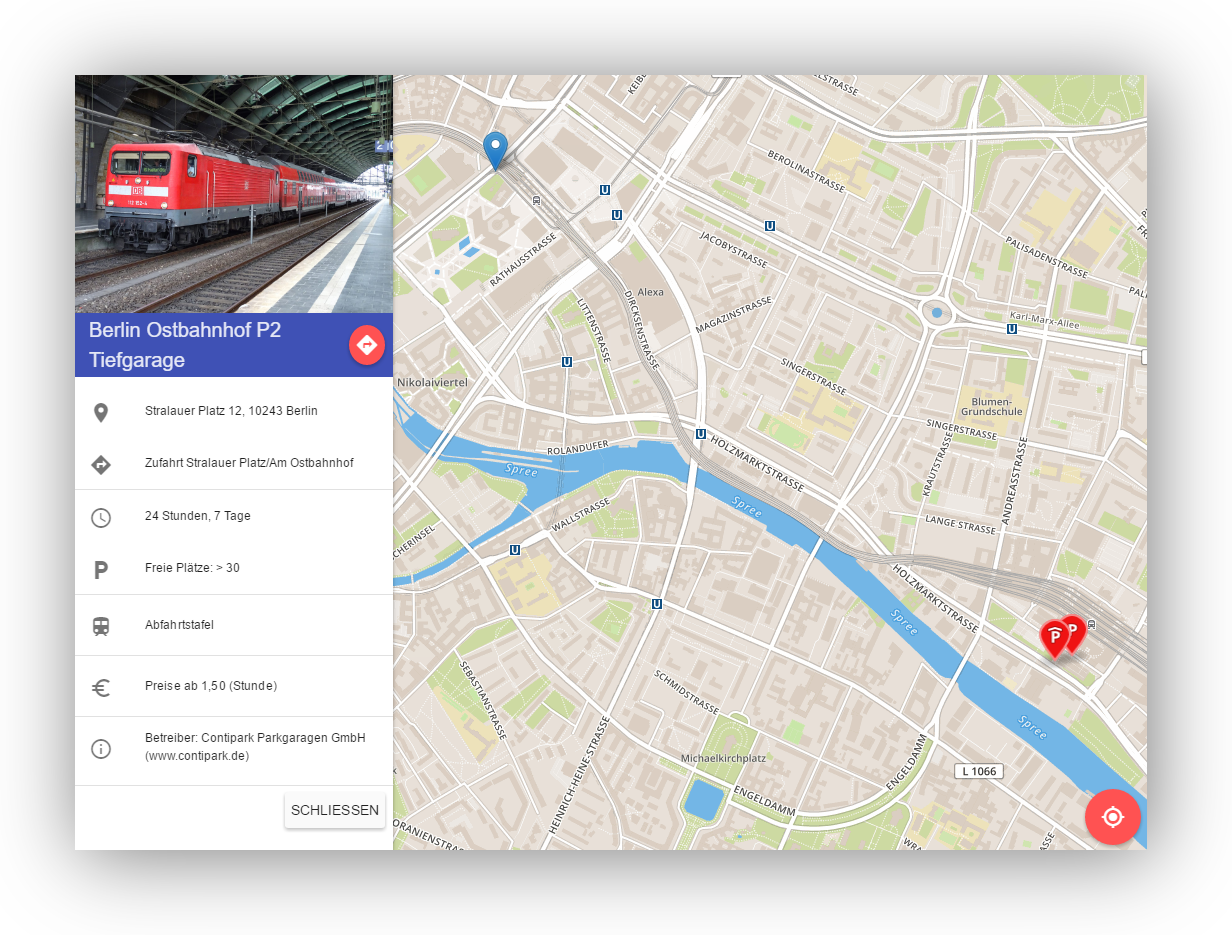 DB
Berlin Ostbahnhof P2
Tiefgarage
Stralauer Platz 12, 10243 Berlin
Zufahrt Stralauer Platz/Am Ostbahnhof
24 Stunden, 7 Tage
P
Freie Plätze: > 30
Abfahrtstafel
€
Preise ab 1,50 (Stunde)
Betreiber: Contipark Parkgaragen GmbH
(www.contipark.de)
SCHLIESSEN
BEROLINASTRASSE
U
U
U
JACOBYSTRASSE
RATHAUSSTRASSE
PALISADENSTRASSE
Alexa
DIRCKSENSTRASSE
LITTENSTRASSE
MAGAZINSTRASSE
Karl-Marx-Allee
U
U
SINGERSTRASSE
Nikolaiviertel
Blumen-
Grundschule
SINGERSTRASSE
U
ROLANDUFER
HOLZMARKTSTRASSE
KRAUTSTRASSE
ANDREASSTRASSE
Spree
Spree
WALLSTRASSE
LANGE STRASSE
CHERINSEL
U
HOLZMARKTSTRASSE
U
Spree
P
P
SEBASTIANSTRASSE
SCHMIDSTRASSE
Spree
HEINRICH-HEINE-STRASSE
Michaelkirchplatz
ENGELDAMM
L 1066
ENGELDAMM
ORANIENSTRASSE